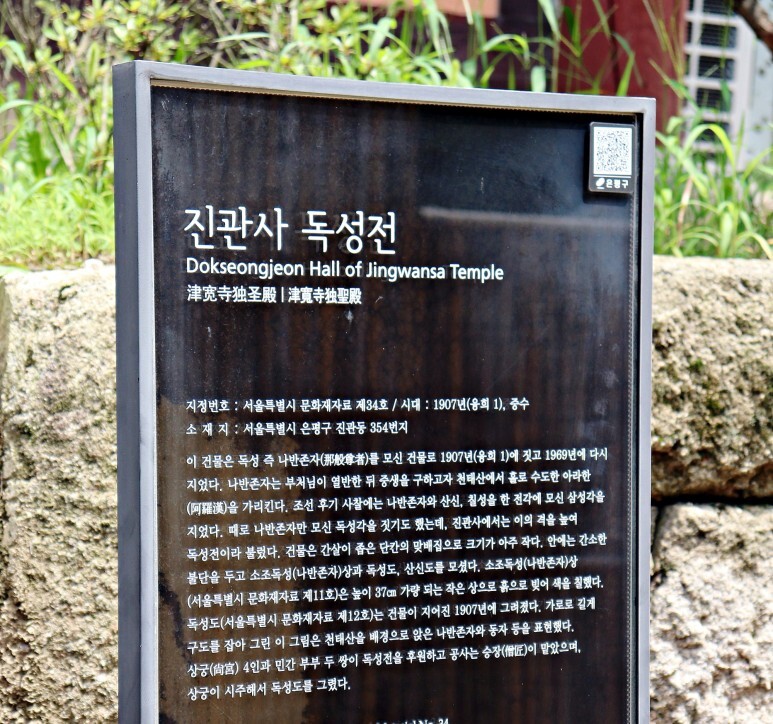 은평구
진관사 독성전
Dokseongjeon Hall of Jingwansa Temple
津宽寺独圣殿 | 津寬寺独聖殿
지정번호 : 서울특별시 문화재자료 제34호 / 시대 : 1907년(융희 1), 중수
소 재 지 : 서울특별시 은평구 진관동 354번지
이 건물은 독성 즉 나반존자(那般尊者)를 모신 건물로 1907년(융희 1)에 짓고 1969년에 다시
지었다. 나반존자는 부처님이 열반한 뒤 중생을 구하고자 천태산에서 홀로 수도한 아라한
(阿羅漢)을 가리킨다. 조선 후기 사찰에는 나반존자와 산신, 칠성을 한 전각에 모신 삼성각을
지었다. 때로 나반존자만 모신 독성각을 짓기도 했는데, 진관사에서는 이의 격을 높여
독성전이라 불렀다. 건물은 간살이 좁은 단칸의 맞배집으로 크기가 아주 작다. 안에는 간소한
불단을 두고 소조독성(나반존자)상과 독성도, 산신도를 모셨다. 소조독성(나반존자)상
(서울특별시 문화재자료 제11호)은 높이 37㎝ 가량 되는 작은 상으로 흙으로 빚어 색을 칠했다.
독성도(서울특별시 문화재자료 제12호)는 건물이 지어진 1907년에 그려졌다. 가로로 길게
구도를 잡아 그린 이 그림은 천태산을 배경으로 앉은 나반존자와 동자 등을 표현했다.
상궁(尙宮) 4인과 민간 부부 두 쌍이 독성전을 후원하고 공사는 승장(僧匠)이 맡았으며,
상궁이 시주해서 독성도를 그렸다.
No. 34